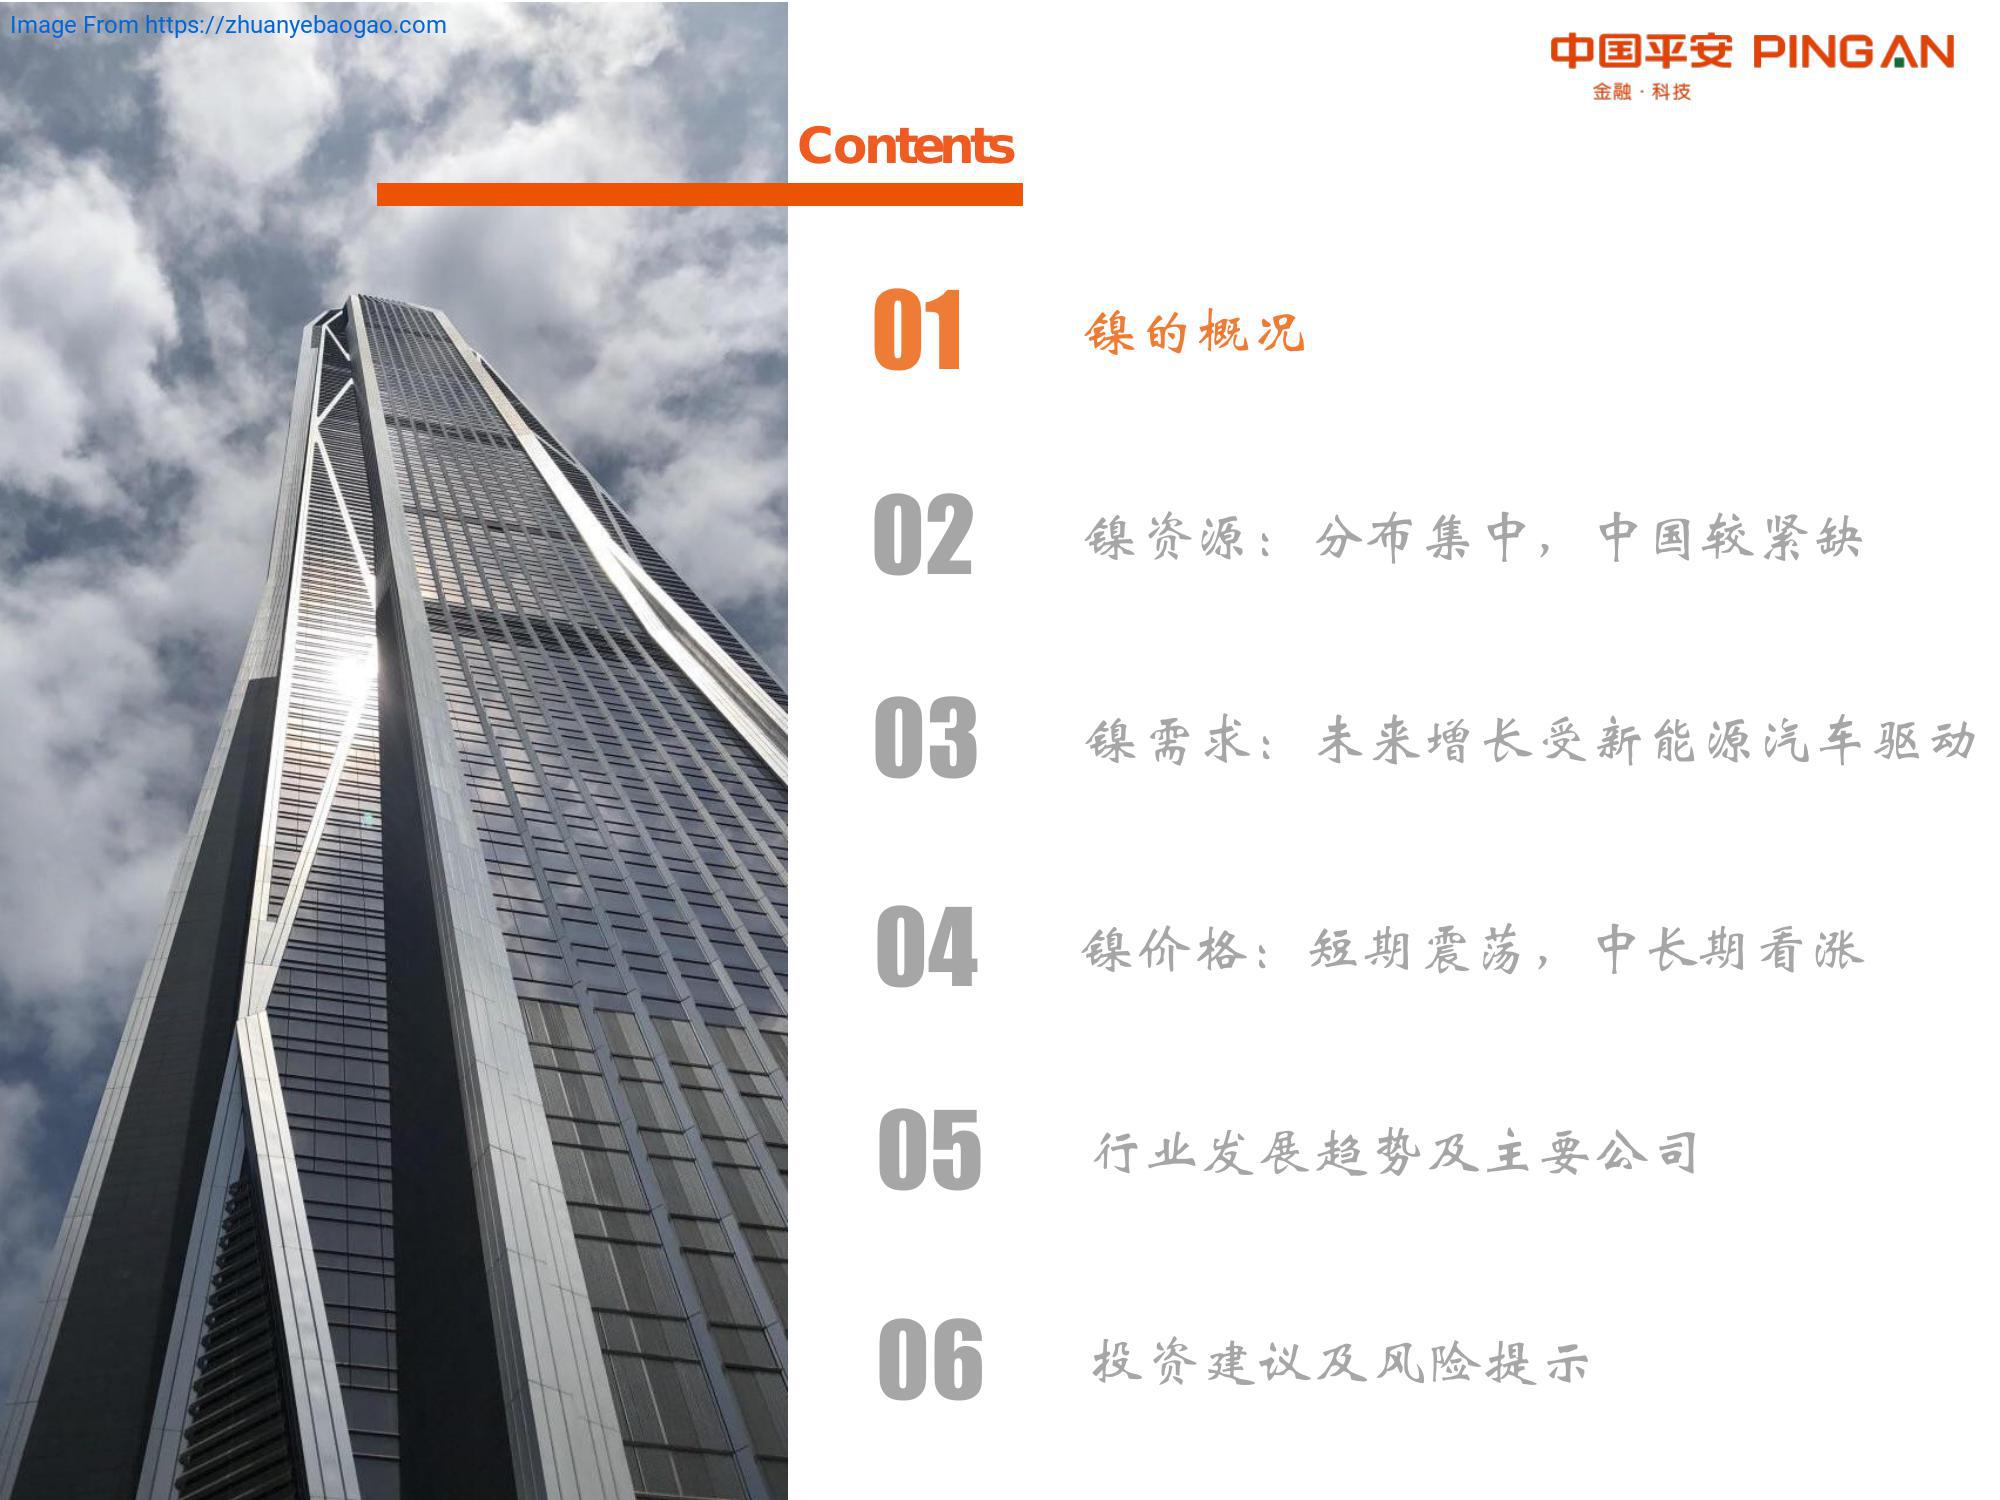 Image From https://zhuanyebaogao.com
中国平安 PING AN
金融·科技
Contents
01 镍的概况
02 镍资源：分布集中，中国较紧缺
03 镍需求：未来增长受新能源汽车驱动
04 镍价格：短期震荡，中长期看涨
05 行业发展趋势及主要公司
06 投资建议及风险提示